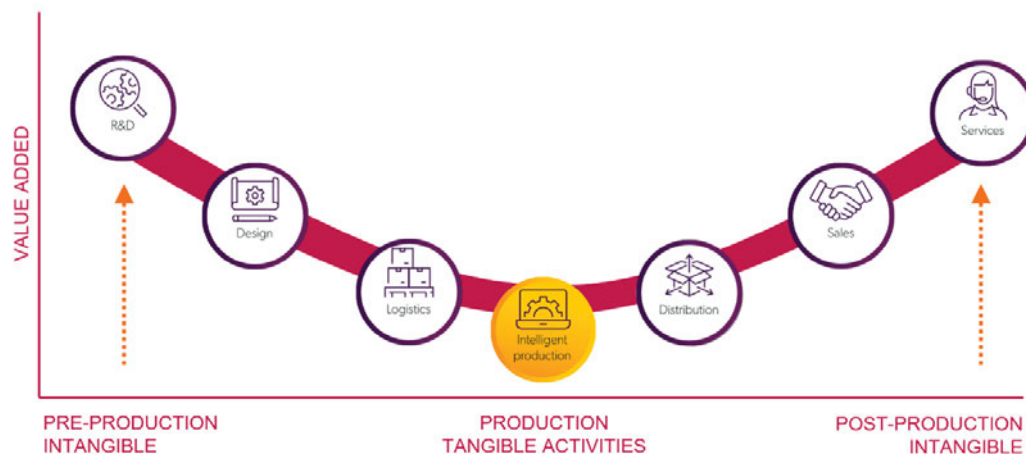 VALUE ADDED
R&D
Design
Logistics
Intelligent
production
Distribution
Sales
Services
PRE-PRODUCTION
INTANGIBLE
PRODUCTION
TANGIBLE ACTIVITIES
POST-PRODUCTION
INTANGIBLE